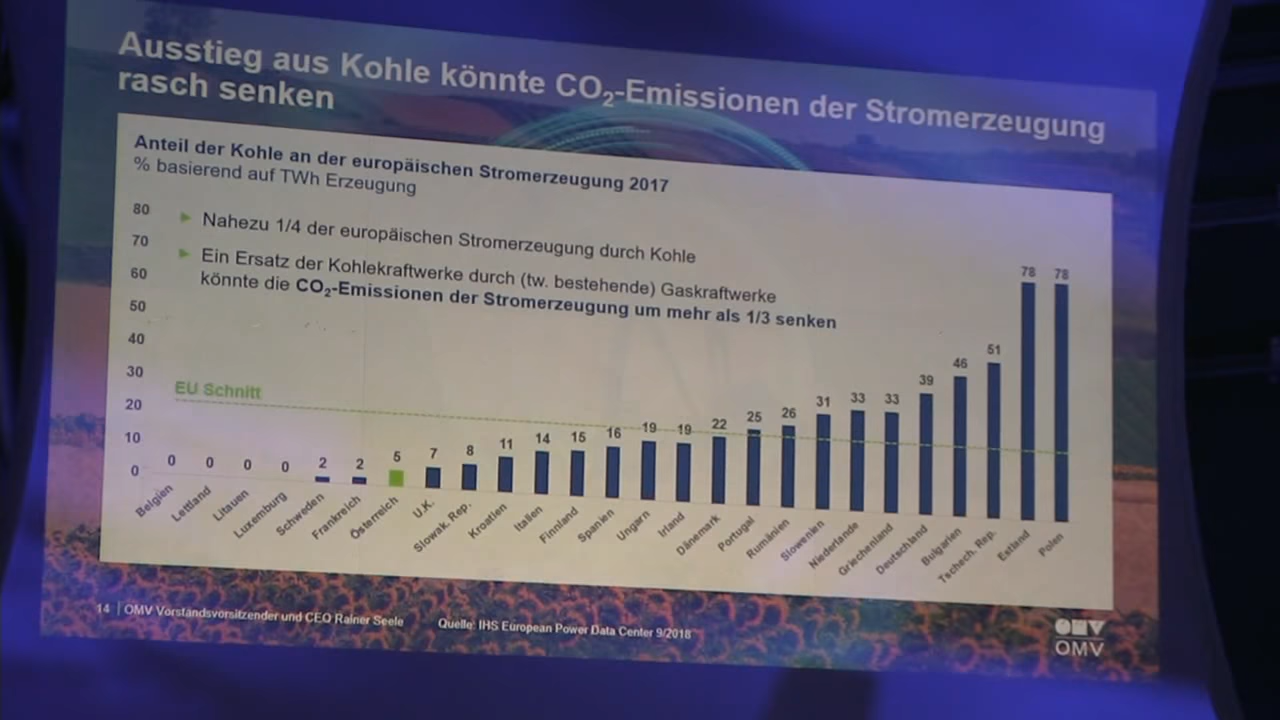 Ausstieg aus Kohle könnte CO₂-Emissionen der Stromerzeugung
rasch senken
Anteil der Kohle an der europäischen Stromerzeugung 2017
% basierend auf TWh Erzeugung
► Nahezu 1/4 der europäischen Stromerzeugung durch Kohle
► Ein Ersatz der Kohlekraftwerke durch (tw. bestehende) Gaskraftwerke
könnte die CO₂-Emissionen der Stromerzeugung um mehr als 1/3 senken
80
70
60
50
40
30
20
10
0
EU Schnitt
0 0 0 0 2 2 5 7 8 11 14 15 16 19 19 22 25 26 31 33 33 39 46 51 78 78
Belgien
Lettland
Litauen
Luxemburg
Schweden
Frankreich
Österreich
U.K.
Slowak. Rep.
Kroatien
Italien
Finnland
Spanien
Ungarn
Irland
Dänemark
Portugal
Rumänien
Slowenien
Niederlande
Griechenland
Deutschland
Bulgarien
Tschech. Rep.
Estland
Polen
14 | OMV Vorstandsvorsitzender und CEO Rainer Seele Quelle: IHS European Power Data Center 9/2018
OMV